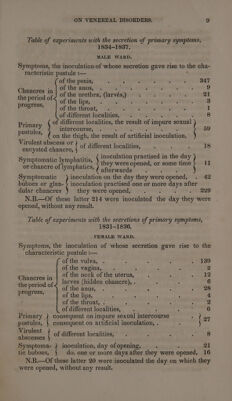 ON VENEREAL DISORDERS. 9
Table of experiments with the secretion of primary symptoms,
1834-1837.
MALE WARD.
Symptoms, the inoculation of whose secretion gave rise to the cha-
racteristic pustule :—
Chancres in the period of progress, { of the penis, 347
of the anus, 9
of the urethra, (larvés,) 21
of the lips, 3
of the throat, 1
of different localities, 8
Primary pustules, { of different localities, the result of impure sexual intercourse,
on the thigh, the result of artificial inoculation. } 59
Virulent abscess or encysted chancre, } of different localities, 18
Symptomatic lymphatitis, or chancre of lymphatics, { inoculation practised in the day they were opened, or some time afterwards } 11
Symptomatic } inoculation on the day they were opened, 42
buboes or glan- { inoculation practised one or more days after
dular chancres } they were opened, 229
N.B.—Of these latter 214 were inoculated the day they were
opened, without any result.
Table of experiments with the secretions of primary symptoms,
1831-1836.
FEMALE WARD.
Symptoms, the inoculation of whose secretion gave rise to the
characteristic pustule :—
Chancres in the period of progress, { of the vulva, 139
of the vagina, 2
of the neck of the uterus, 12
larvés (hidden chancre), 6
of the anus, 28
of the lips, 4
of the throat, 2
of different localities, 6
Primary pustules, { consequent on impure sexual intercourse
consequent on artificial inoculation, } 27
Virulent abscesses { of different localities, 8
Symptoma- } inoculation, day of opening, 21
tic buboes, } do. one or more days after they were opened. 16
N.B.—Of these latter 20 were inoculated the day on which they
were opened, without any result.